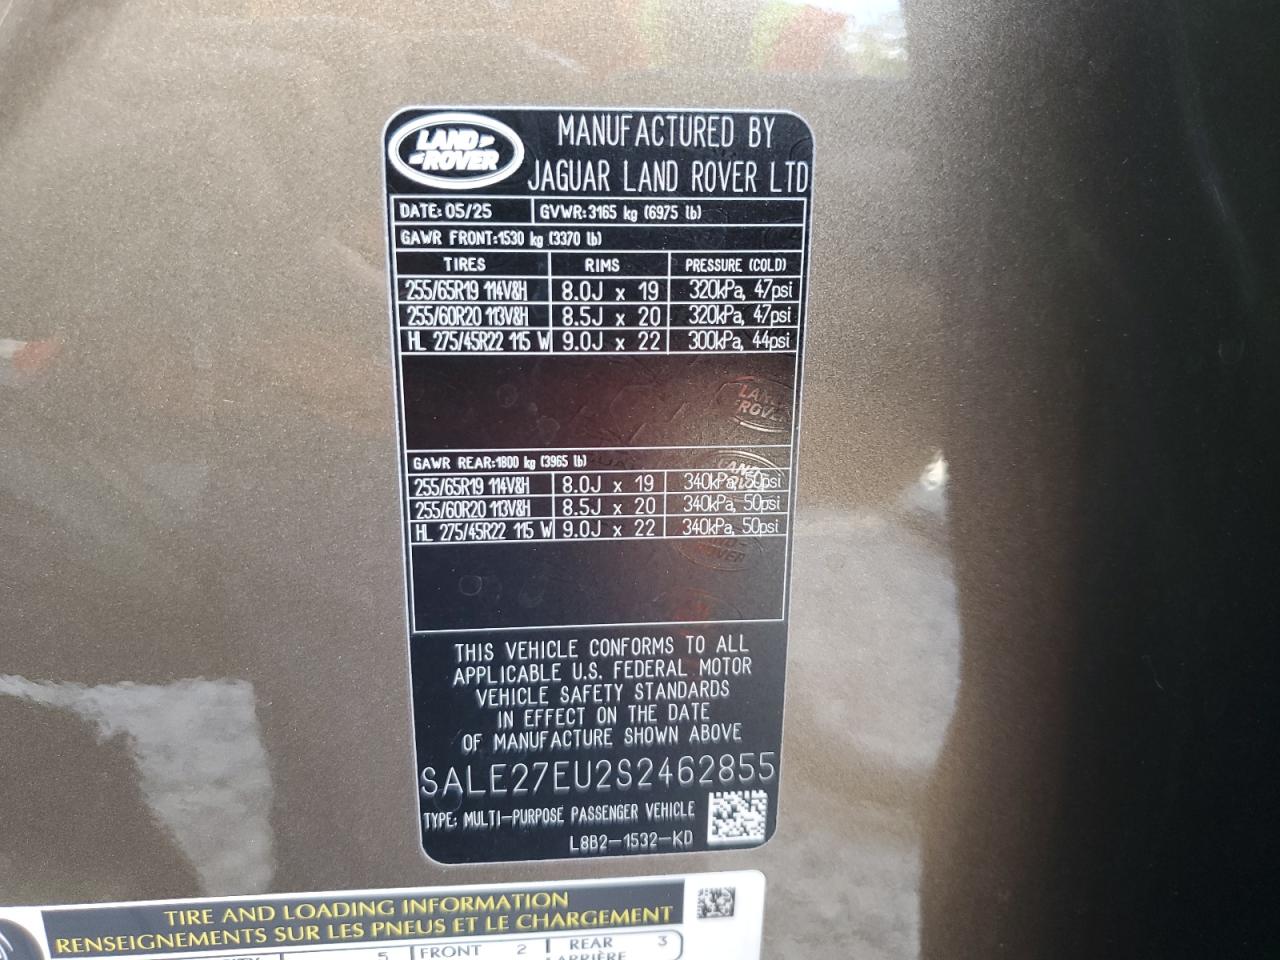 LAND ROVER
MANUFACTURED BY
JAGUAR LAND ROVER LTD
DATE: 05/25 GVWR:3165 kg (6975 lb)
GAWR FRONT:1530 kg (3370 lb)
TIRES RIMS PRESSURE (COLD)
255/65R19 114V&H 8.0J x 19 320kPa, 47psi
255/60R20 113V&H 8.5J x 20 320kPa, 47psi
HL 275/45R22 115 W 9.0J x 22 300kPa, 44psi
GAWR REAR:1800 kg (3965 lb)
255/65R19 114V&H 8.0J x 19 340kPa, 50psi
255/60R20 113V&H 8.5J x 20 340kPa, 50psi
HL 275/45R22 115 W 9.0J x 22 340kPa, 50psi
THIS VEHICLE CONFORMS TO ALL
APPLICABLE U.S. FEDERAL MOTOR
VEHICLE SAFETY STANDARDS
IN EFFECT ON THE DATE
OF MANUFACTURE SHOWN ABOVE
SALE27EU2S2462855
TYPE: MULTI-PURPOSE PASSENGER VEHICLE
L8B2-1532-KD
TIRE AND LOADING INFORMATION
RENSEIGNEMENTS SUR LES PNEUS ET LE CHARGEMENT
5 FRONT 2 REAR 3
ARRIÈRE